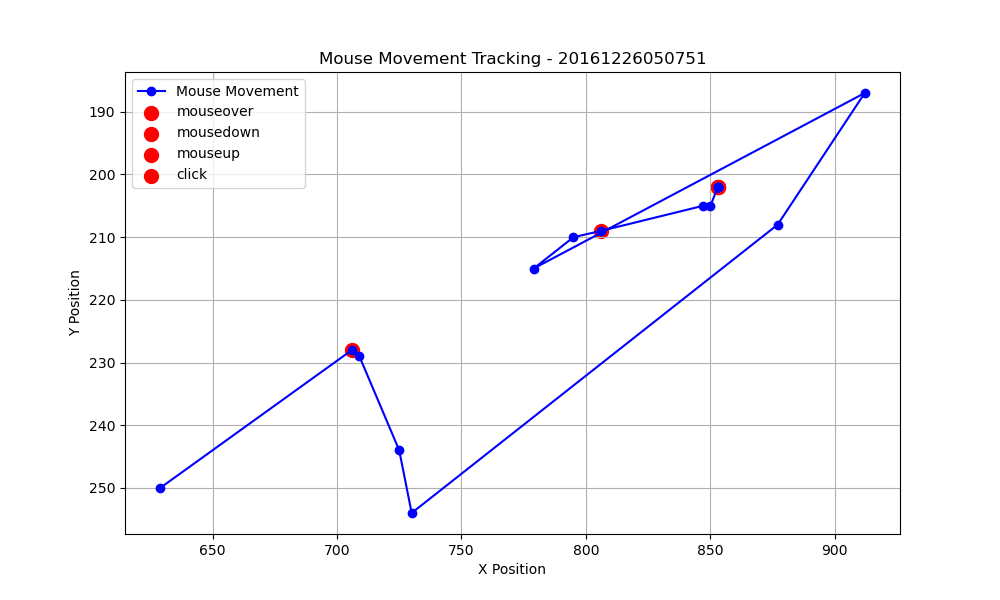 Mouse Movement Tracking - 20161226050751
Mouse Movement
mouseover
mousedown
mouseup
click
190
200
210
220
230
240
250
Y Position
650
700
750
800
850
900
X Position